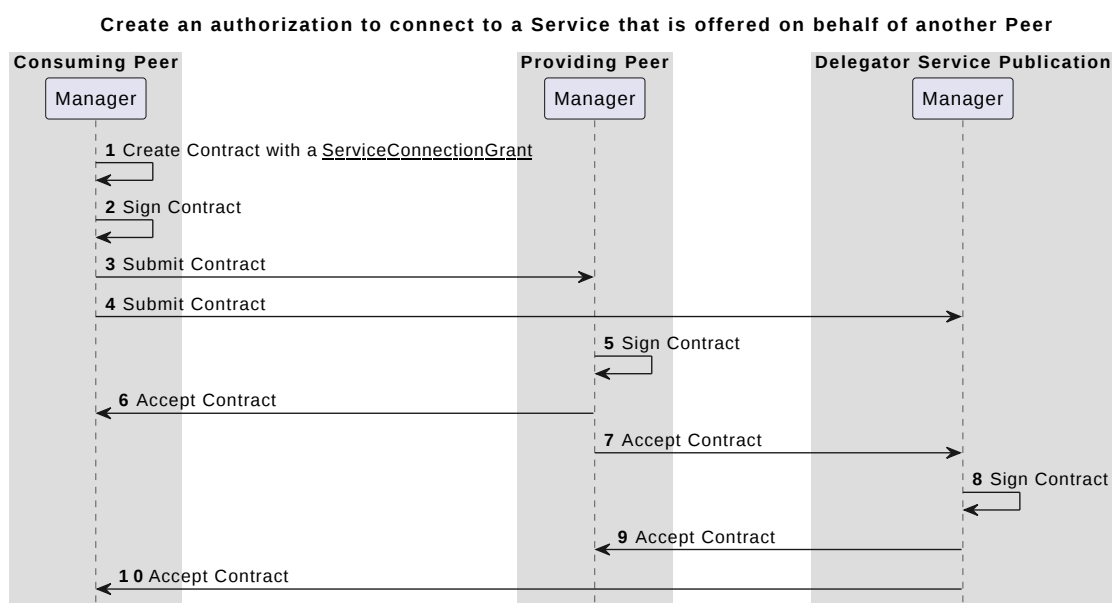 Create an authorization to connect to a Service that is offered on behalf of another Peer
Consuming Peer
Providing Peer
Delegator Service Publication
Manager
Manager
Manager
1 Create Contract with a ServiceConnectionGrant
2 Sign Contract
3 Submit Contract
4 Submit Contract
5 Sign Contract
6 Accept Contract
7 Accept Contract
8 Sign Contract
9 Accept Contract
10 Accept Contract